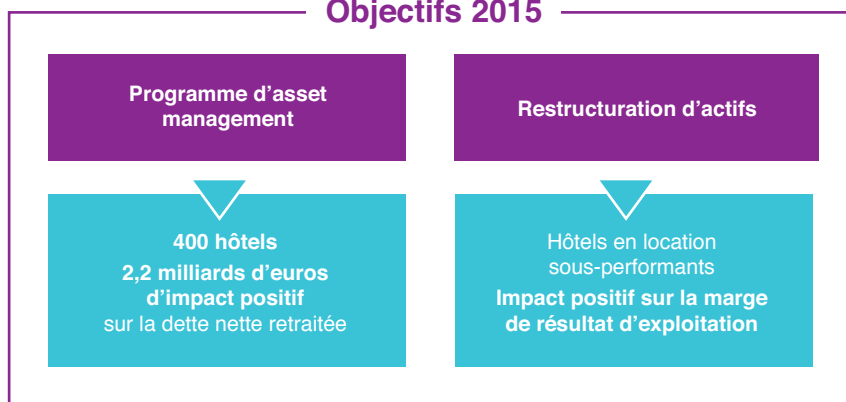 Objectifs 2015
Programme d’asset
management
Restructuration d’actifs
400 hôtels
2,2 milliards d’euros
d’impact positif
sur la dette nette retraitée
Hôtels en location
sous-performants
Impact positif sur la marge
de résultat d’exploitation